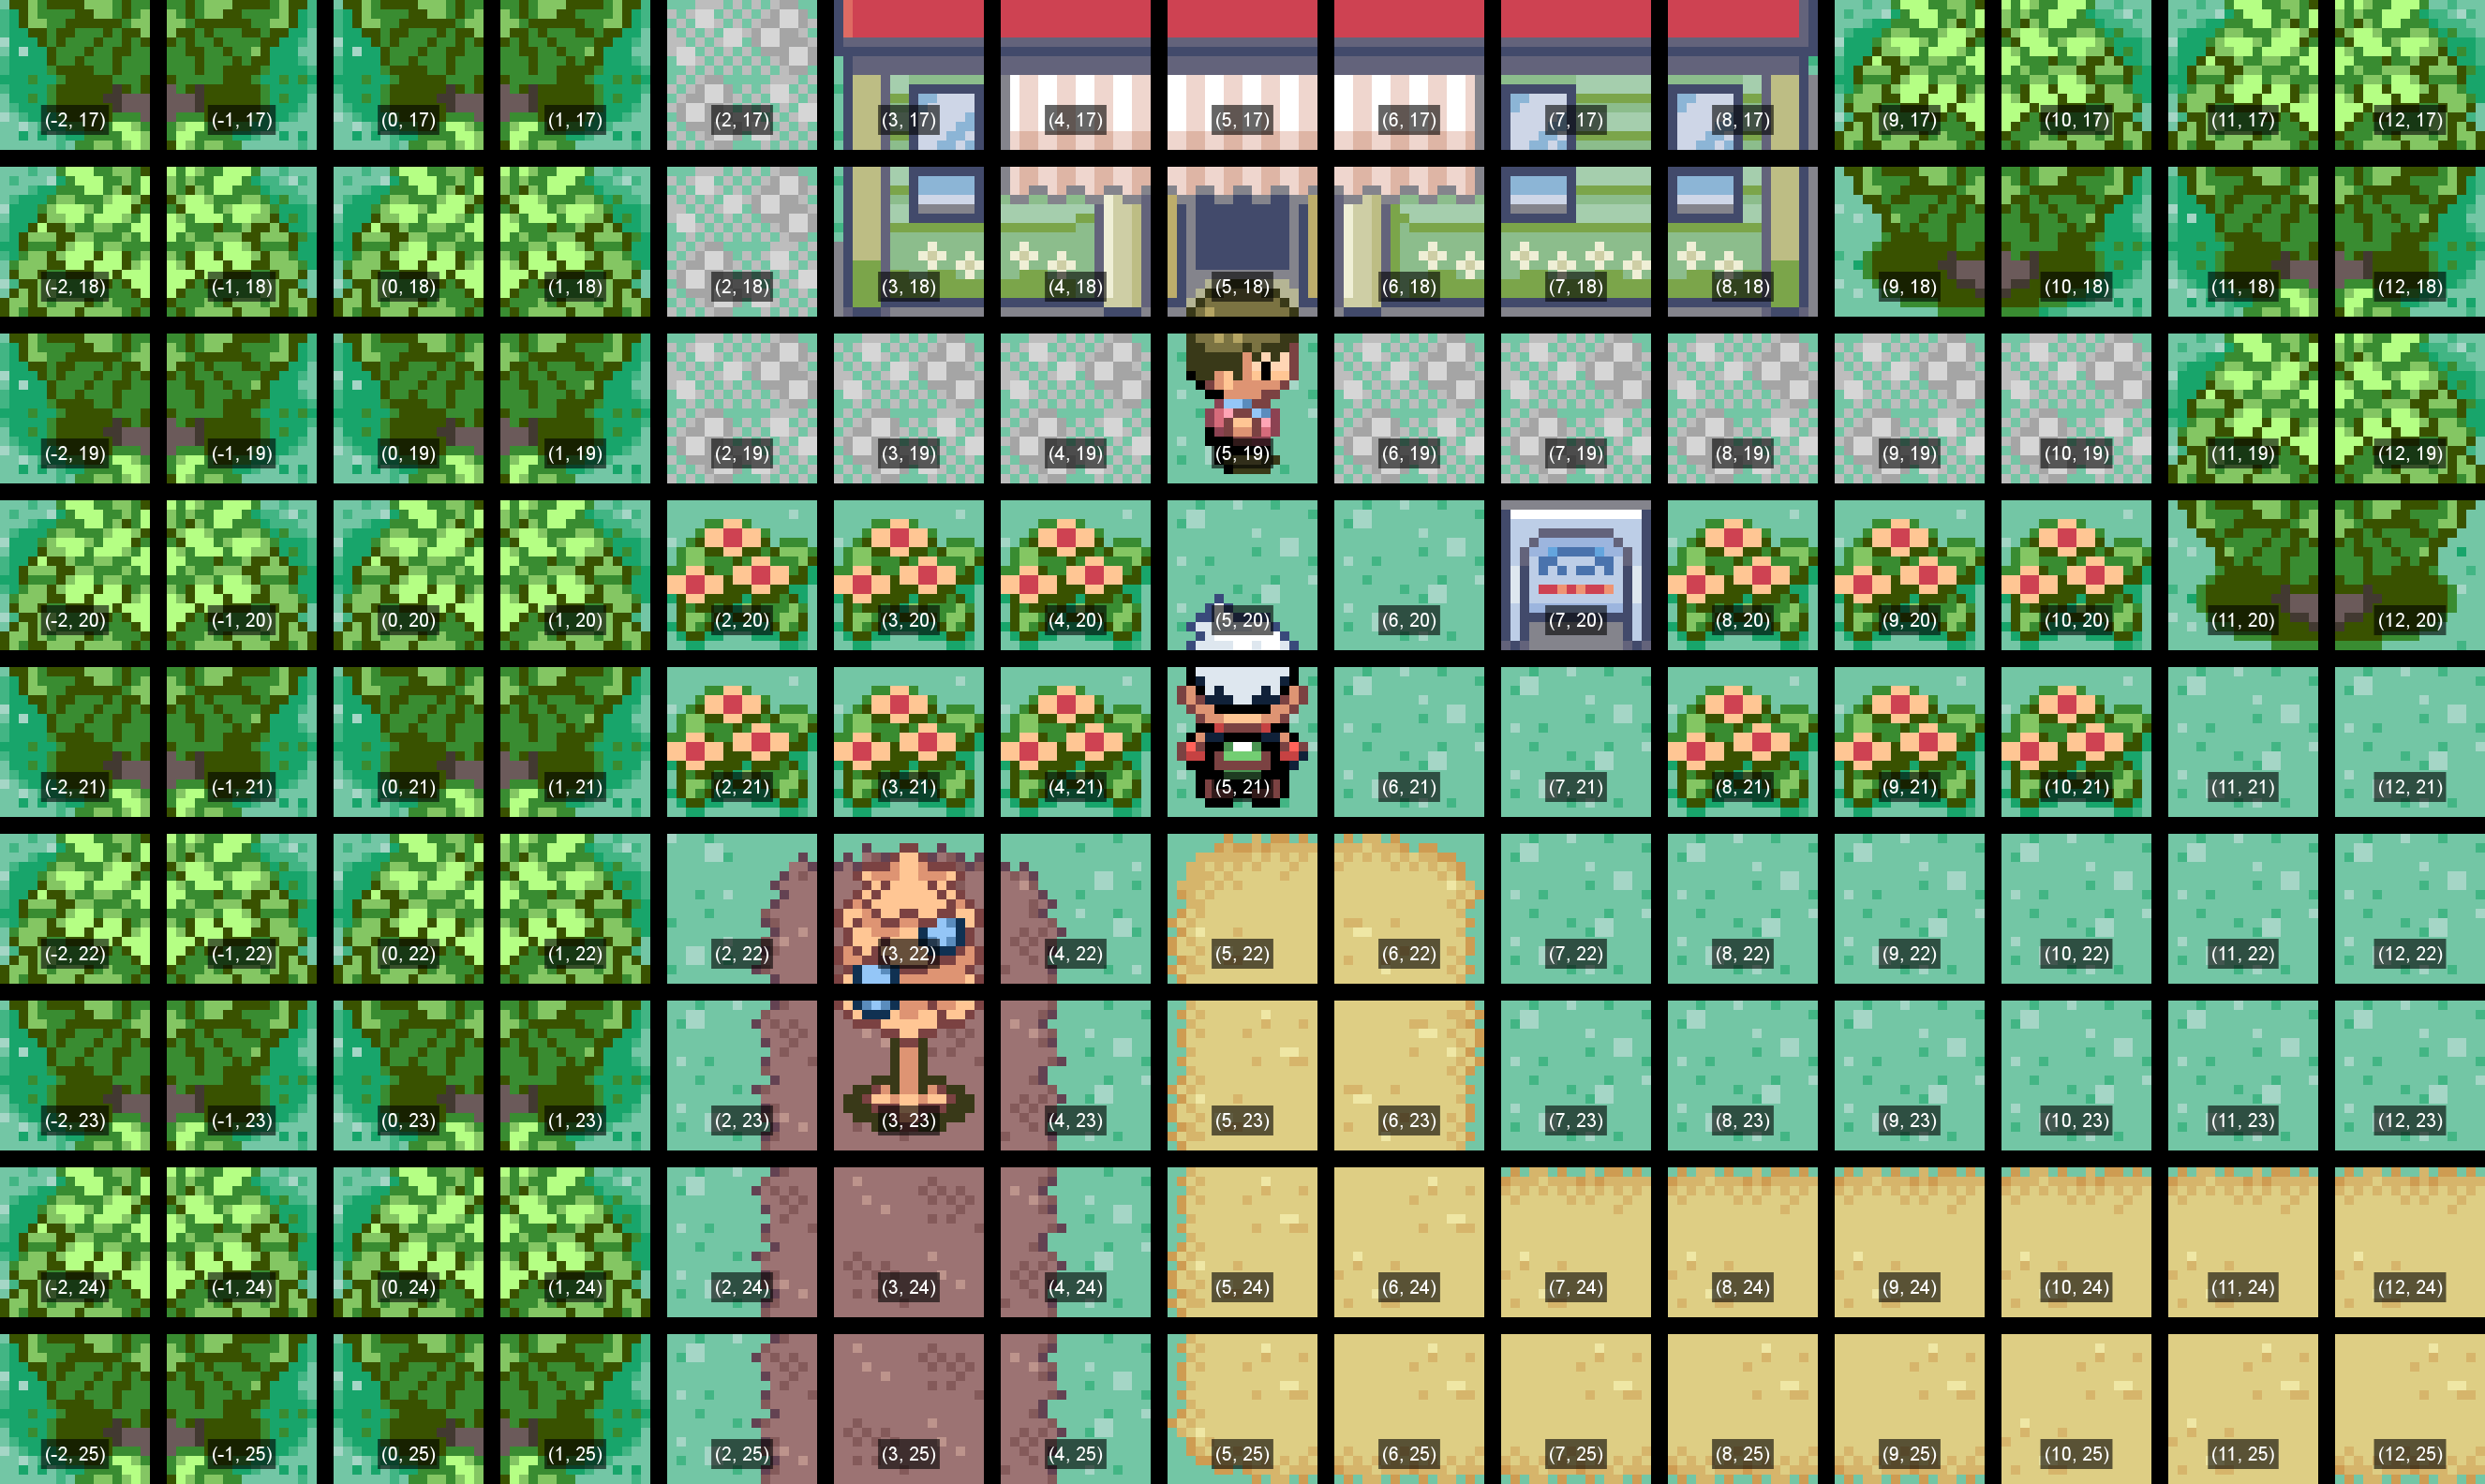 (-2, 17) (-1, 17) (0, 17) (1, 17) (2, 17) (3, 17) (4, 17) (5, 17) (6, 17) (7, 17) (8, 17) (9, 17) (10, 17) (11, 17) (12, 17)
(-2, 18) (-1, 18) (0, 18) (1, 18) (2, 18) (3, 18) (4, 18) (5, 18) (6, 18) (7, 18) (8, 18) (9, 18) (10, 18) (11, 18) (12, 18)
(-2, 19) (-1, 19) (0, 19) (1, 19) (2, 19) (3, 19) (4, 19) (5, 19) (6, 19) (7, 19) (8, 19) (9, 19) (10, 19) (11, 19) (12, 19)
(-2, 20) (-1, 20) (0, 20) (1, 20) (2, 20) (3, 20) (4, 20) (5, 20) (6, 20) (7, 20) (8, 20) (9, 20) (10, 20) (11, 20) (12, 20)
(-2, 21) (-1, 21) (0, 21) (1, 21) (2, 21) (3, 21) (4, 21) (5, 21) (6, 21) (7, 21) (8, 21) (9, 21) (10, 21) (11, 21) (12, 21)
(-2, 22) (-1, 22) (0, 22) (1, 22) (2, 22) (3, 22) (4, 22) (5, 22) (6, 22) (7, 22) (8, 22) (9, 22) (10, 22) (11, 22) (12, 22)
(-2, 23) (-1, 23) (0, 23) (1, 23) (2, 23) (3, 23) (4, 23) (5, 23) (6, 23) (7, 23) (8, 23) (9, 23) (10, 23) (11, 23) (12, 23)
(-2, 24) (-1, 24) (0, 24) (1, 24) (2, 24) (3, 24) (4, 24) (5, 24) (6, 24) (7, 24) (8, 24) (9, 24) (10, 24) (11, 24) (12, 24)
(-2, 25) (-1, 25) (0, 25) (1, 25) (2, 25) (3, 25) (4, 25) (5, 25) (6, 25) (7, 25) (8, 25) (9, 25) (10, 25) (11, 25) (12, 25)